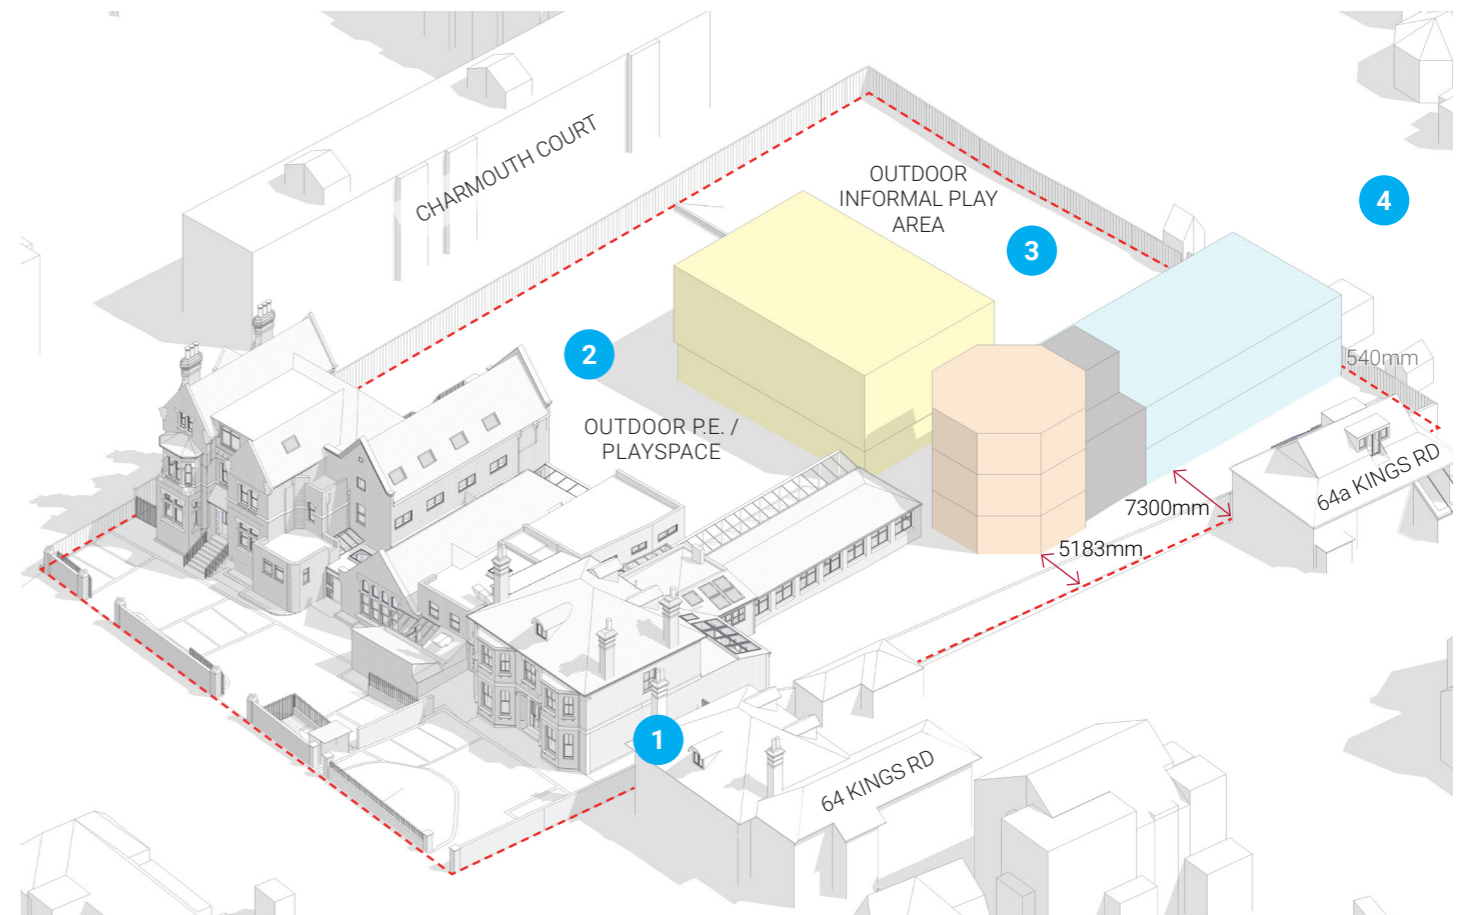 CHARMOUTH COURT
OUTDOOR
INFORMAL PLAY
AREA
4
3
2
540mm
OUTDOOR P.E. /
PLAYSPACE
64a KINGS RD
7300mm
5183mm
1
64 KINGS RD